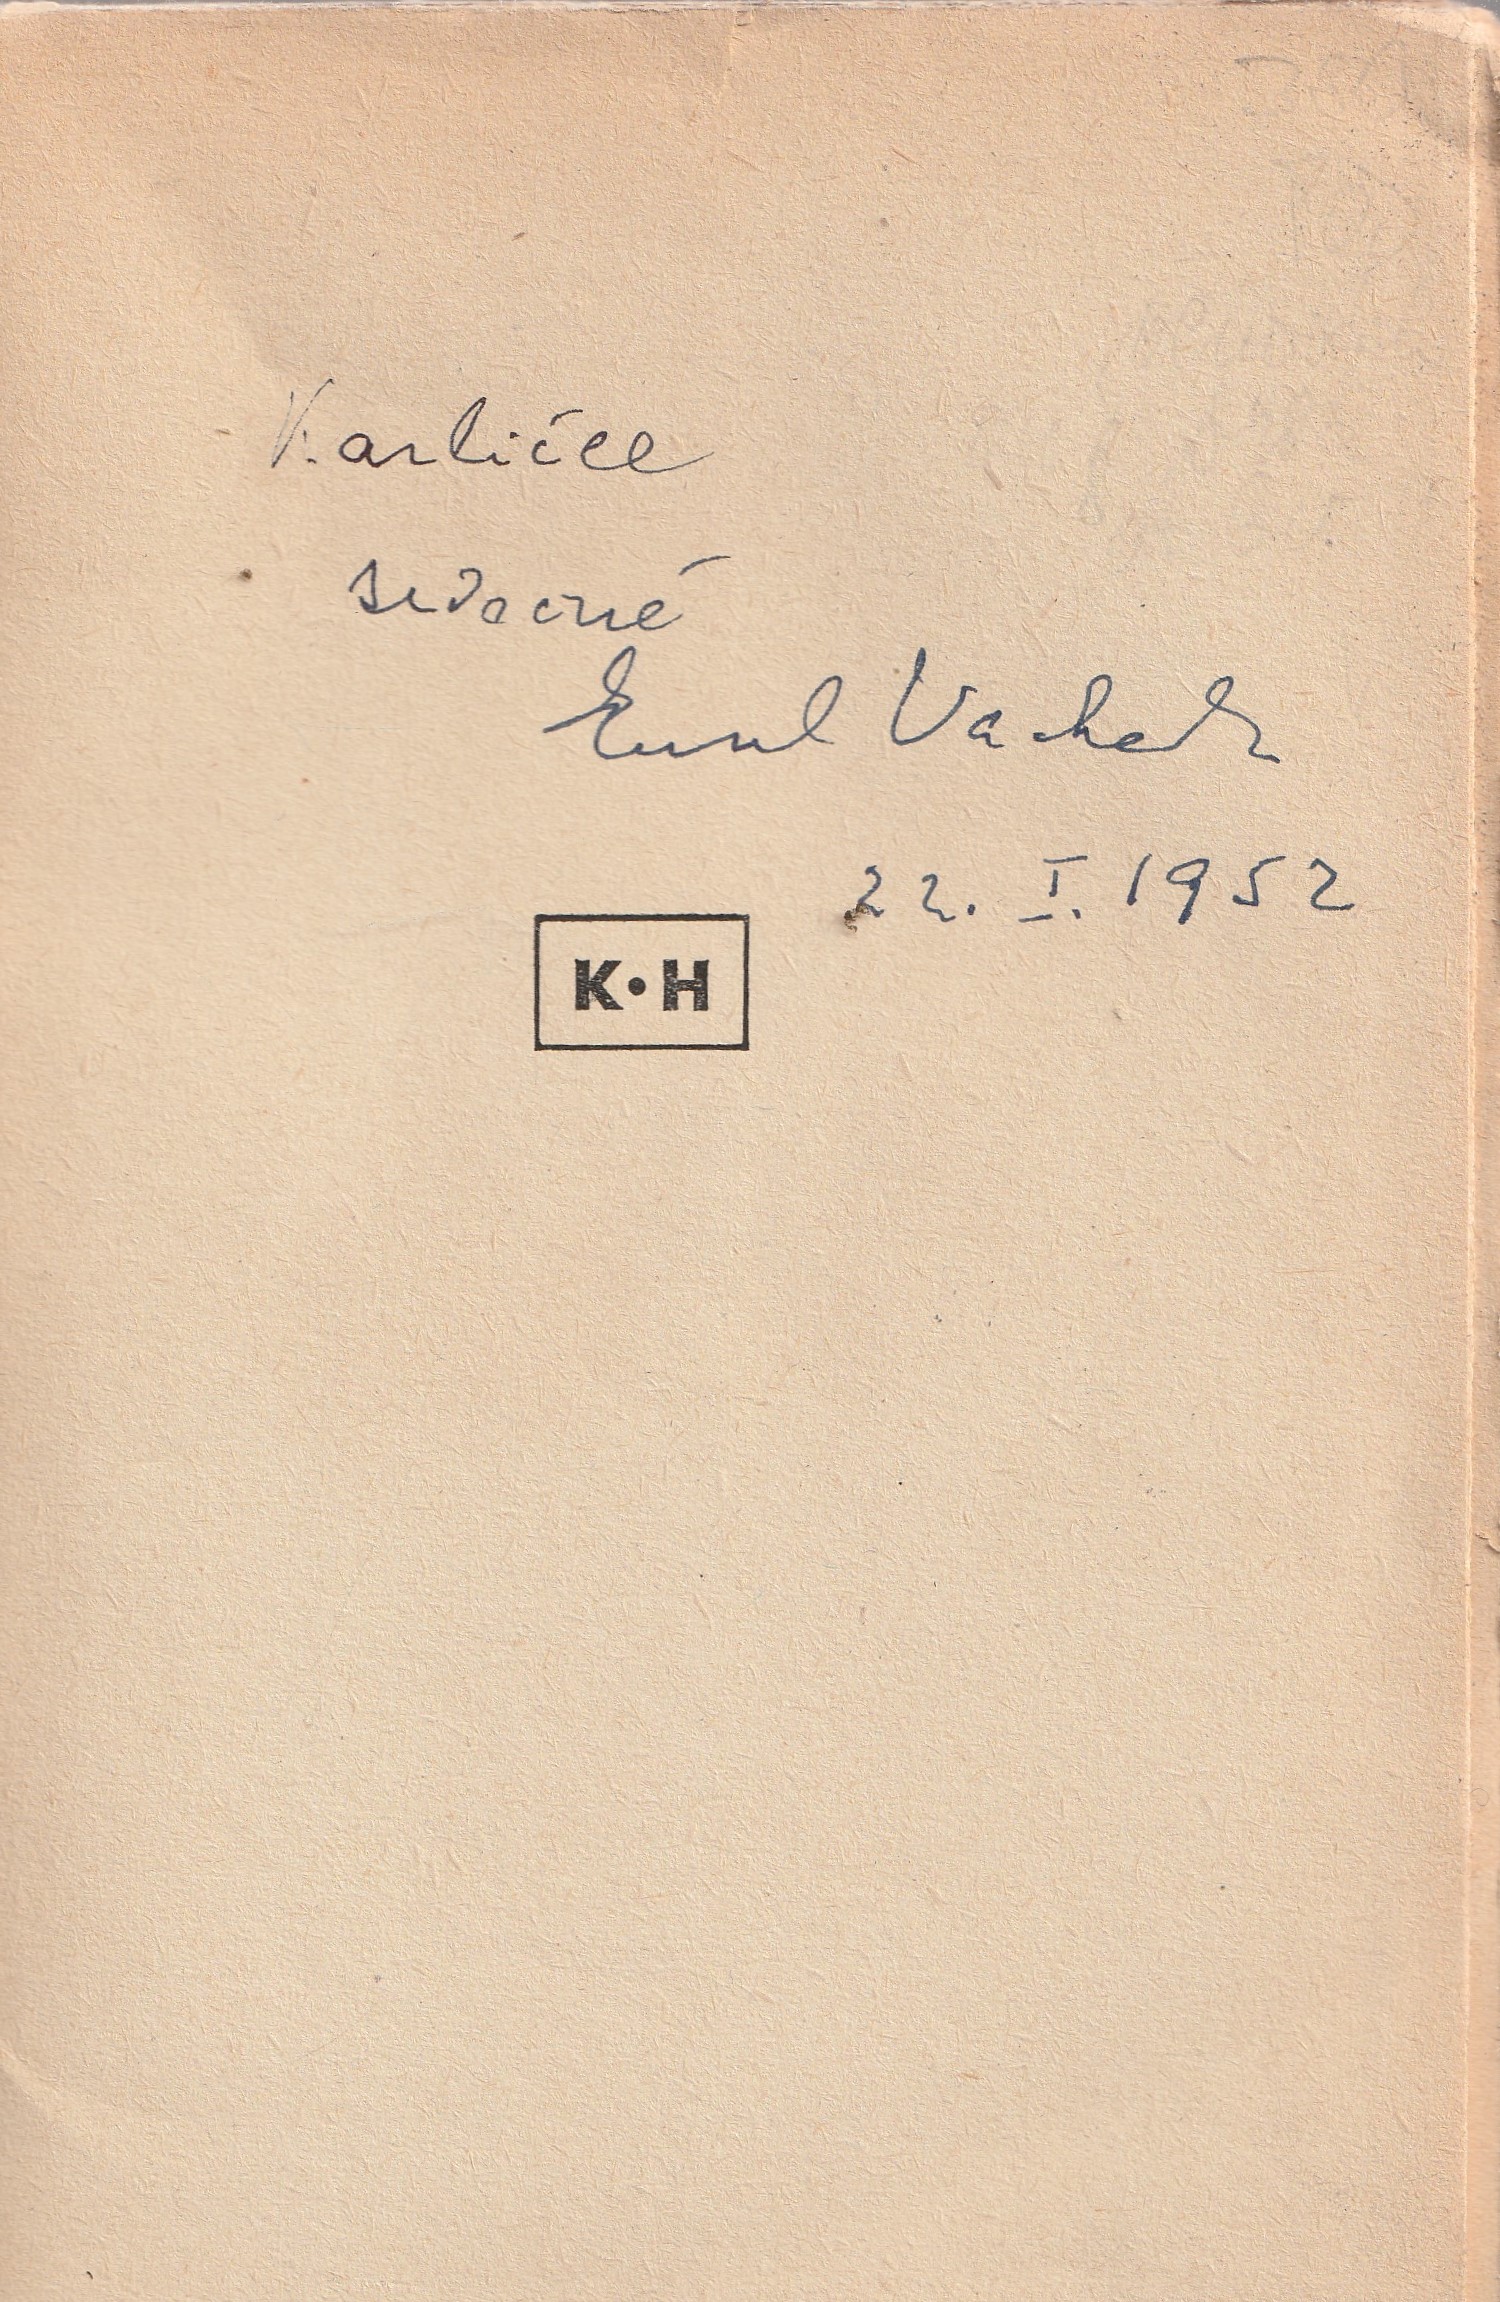 Karličce
srdečně
Emil Vachek
22. I. 1952
K•H